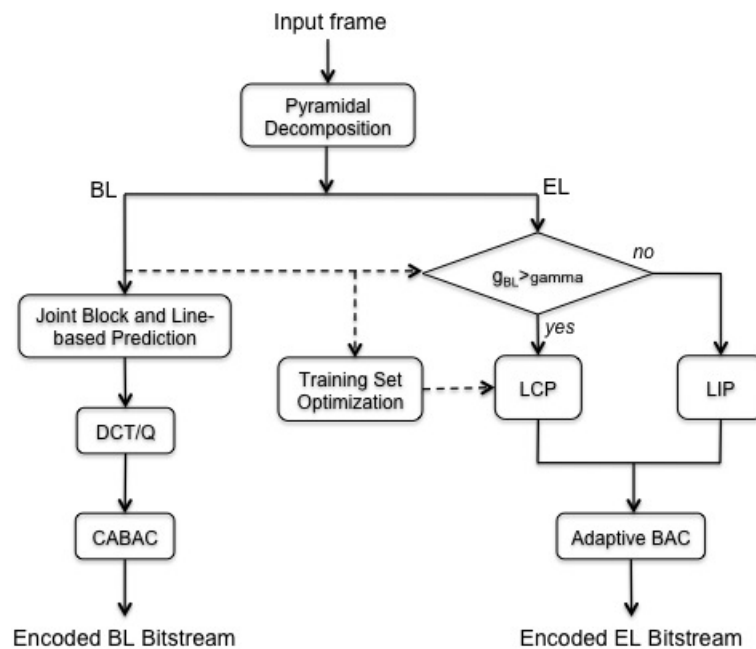 Input frame
Pyramidal
Decomposition
BL
EL
no
gBL>gamma
Joint Block and Line-
based Prediction
yes
Training Set
Optimization
LCP
LIP
DCT/Q
CABAC
Adaptive BAC
Encoded BL Bitstream
Encoded EL Bitstream